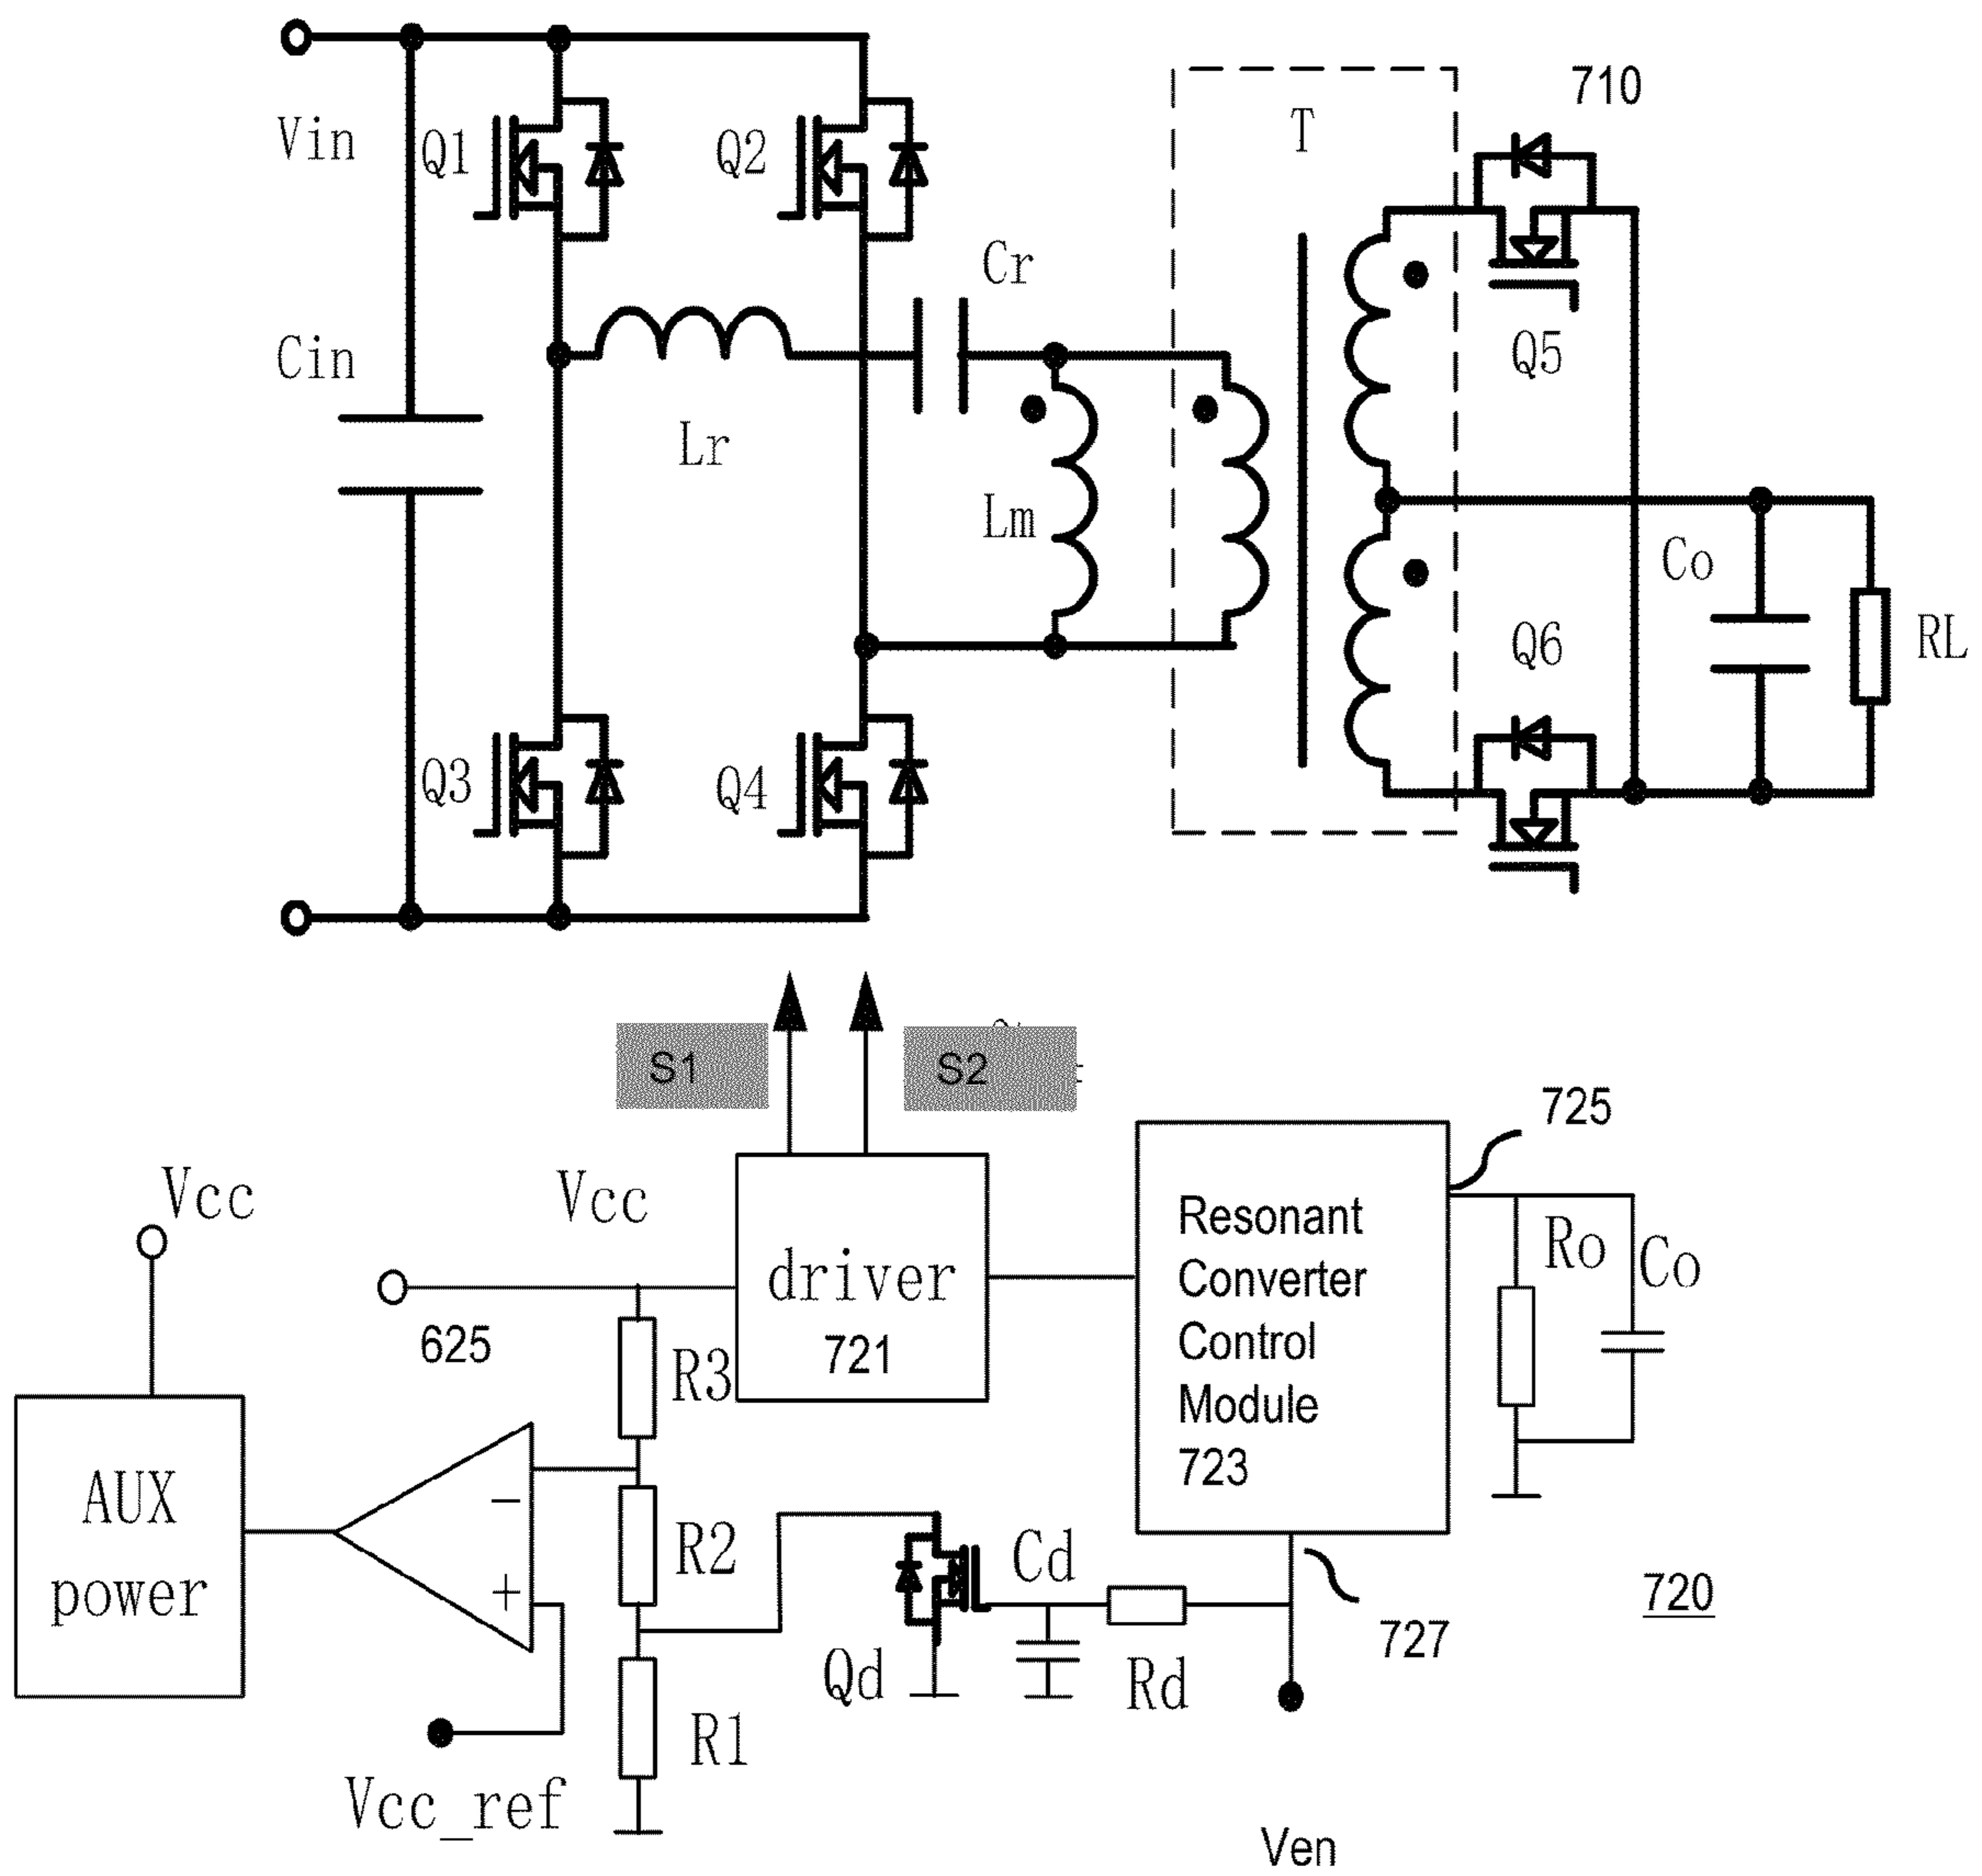 710
T
Vin
Q1
Q2
Cr
Cin
Q5
Lr
Lm
Co
Q6
RL
Q3
Q4
S1
S2
725
Vcc
Vcc
Resonant
Converter
Control
Module
723
Ro
Co
driver
721
625
R3
AUX
power
−
+
R2
Cd
720
727
Qd
Rd
R1
Vcc_ref
Ven